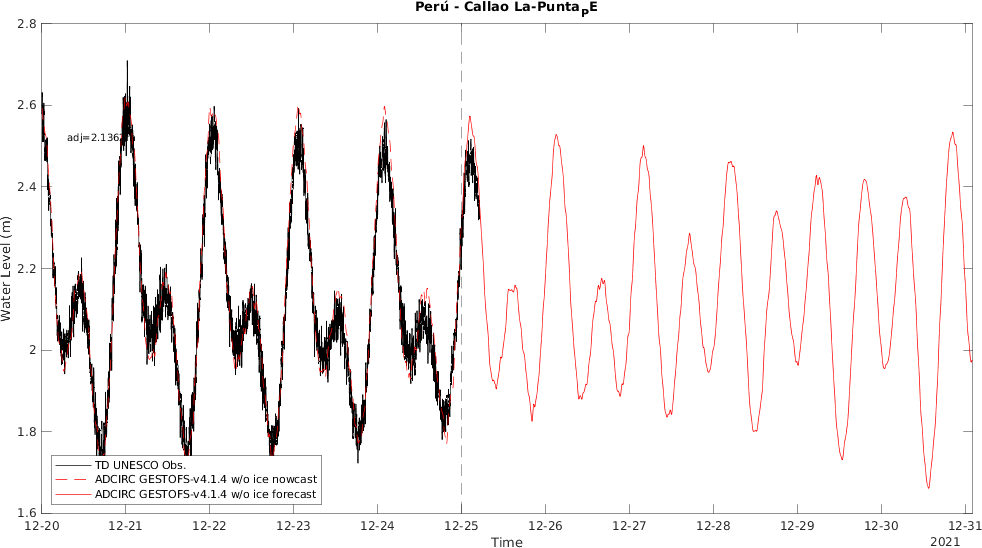 Perú - Callao La-PuntaPE
2.8
2.6
adj=2.1362
2.4
2.2
Water Level (m)
2
1.8
TD UNESCO Obs.
ADCIRC GESTOFS-v4.1.4 w/o ice nowcast
ADCIRC GESTOFS-v4.1.4 w/o ice forecast
1.6
12-20 12-21 12-22 12-23 12-24 12-25 12-26 12-27 12-28 12-29 12-30 12-31
Time
2021